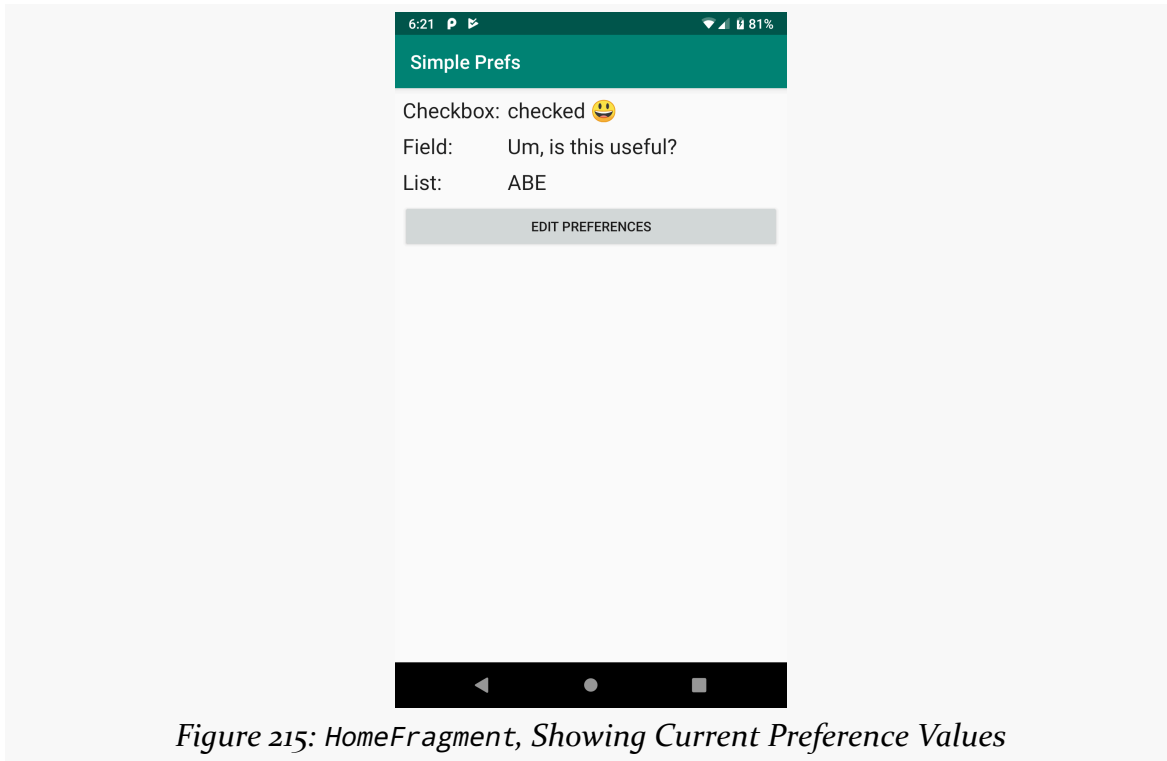 6:21 81%
Simple Prefs
Checkbox: checked 😃
Field: Um, is this useful?
List: ABE
EDIT PREFERENCES
Figure 215: HomeFragment, Showing Current Preference Values